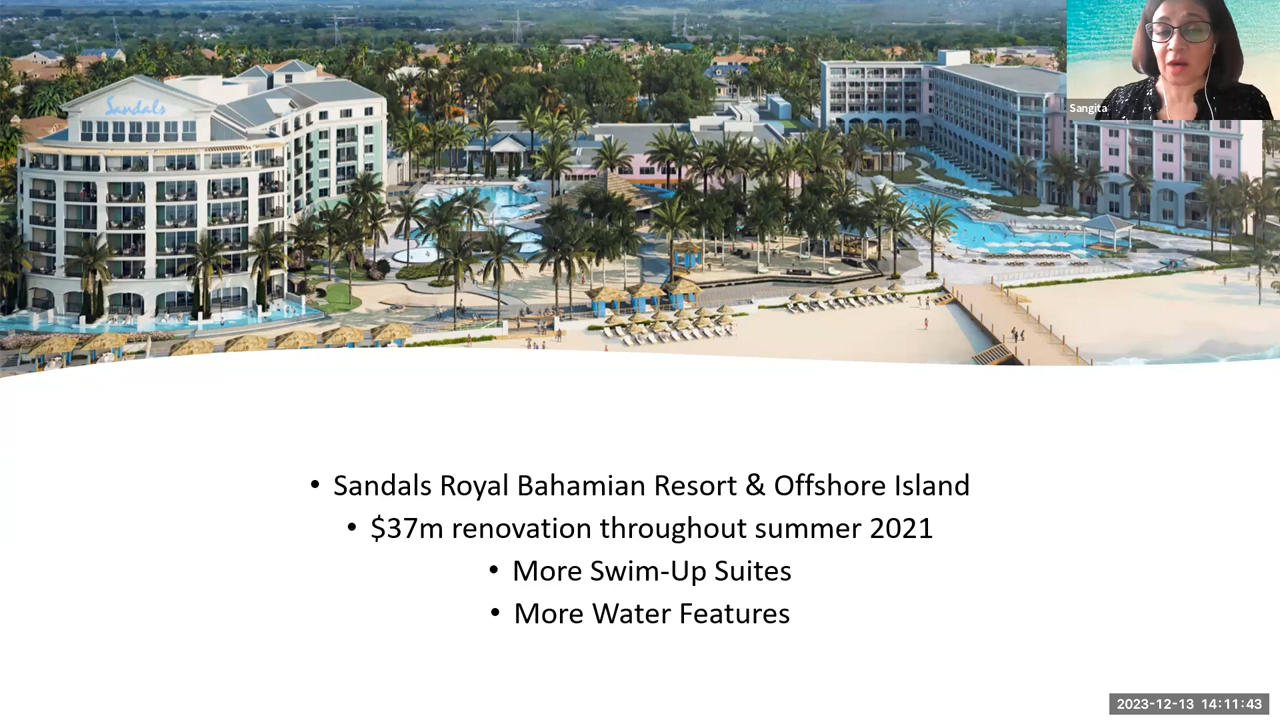 Sandals
Sangita
• Sandals Royal Bahamian Resort & Offshore Island
• $37m renovation throughout summer 2021
• More Swim-Up Suites
• More Water Features
2023-12-13 14:11:43